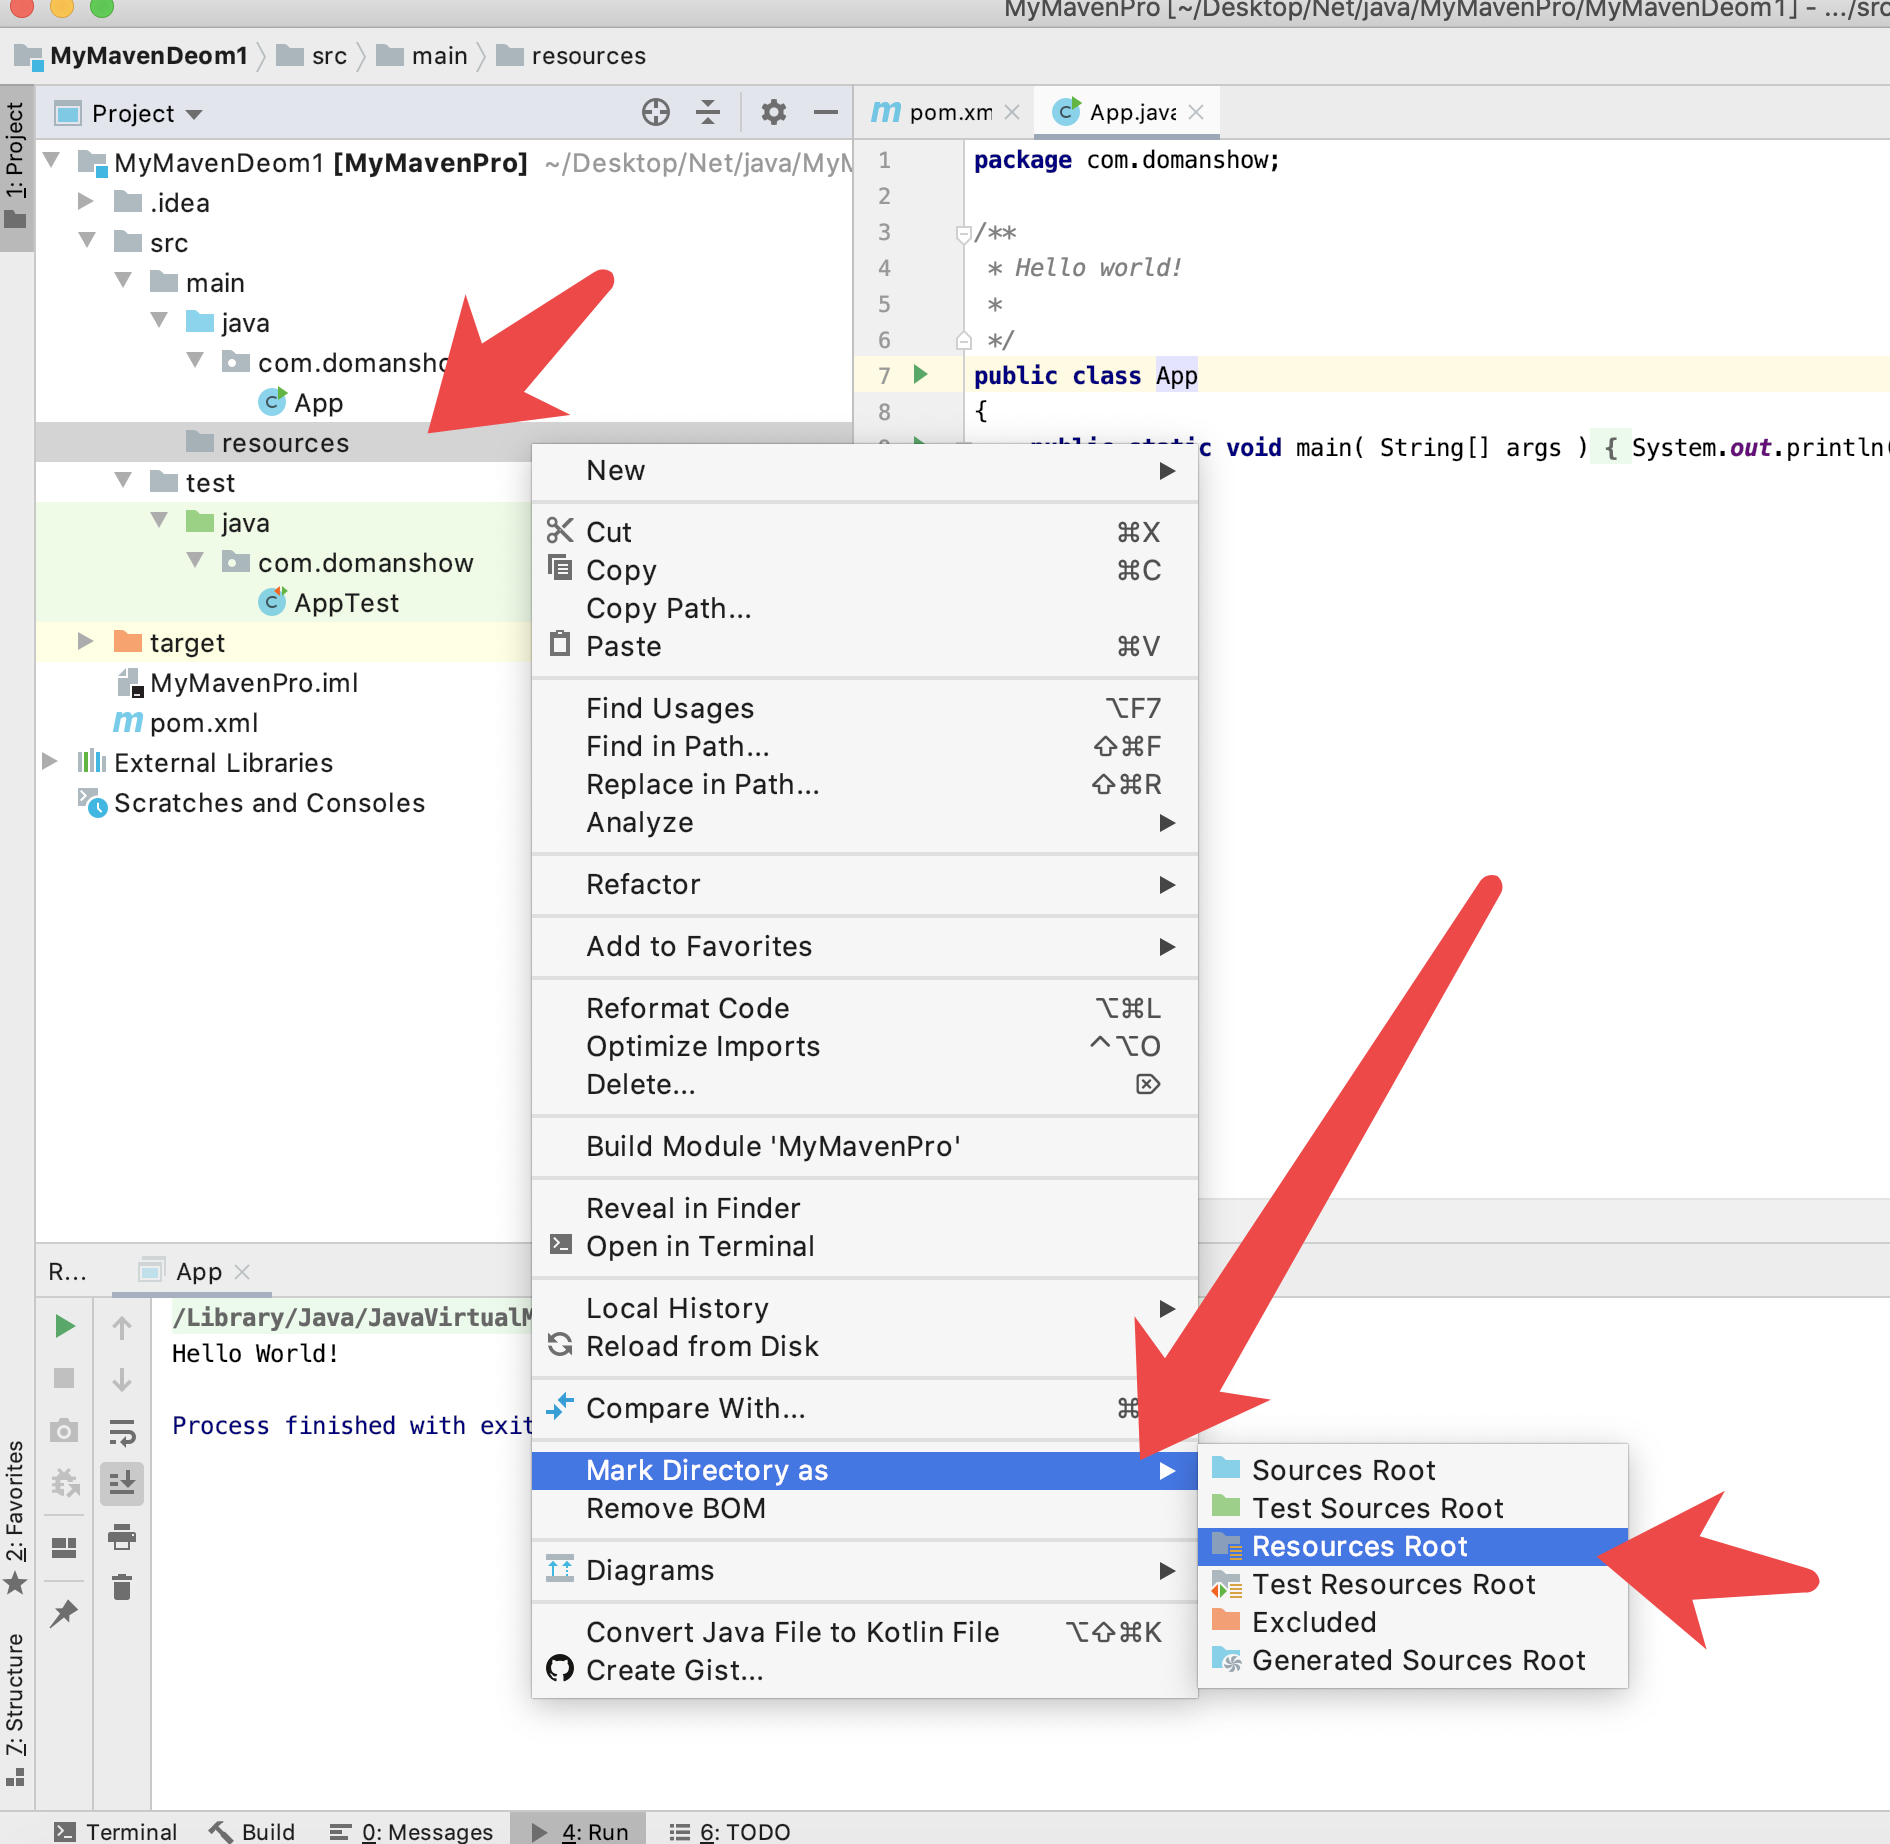 MyMavenPro [~/Desktop/Net/java/MyMavenPro/MyMavenDeom1] - .../src
MyMavenDeom1 src main resources
1: Project
Project
pom.xm
App.java
MyMavenDeom1 [MyMavenPro] ~/Desktop/Net/java/MyM
.idea
src
main
java
com.domansho
App
resources
test
java
com.domanshow
AppTest
target
MyMavenPro.iml
pom.xml
External Libraries
Scratches and Consoles
1 package com.domanshow;
2
3 /**
4 * Hello world!
5 *
6 */
7 public class App
8 {
public static void main( String[] args ) { System.out.println(
New
Cut ⌘X
Copy ⌘C
Copy Path...
Paste ⌘V
Find Usages ⌥F7
Find in Path... ⇧⌘F
Replace in Path... ⇧⌘R
Analyze
Refactor
Add to Favorites
Reformat Code ⌥⌘L
Optimize Imports ^⌥O
Delete... ⌦
Build Module 'MyMavenPro'
Reveal in Finder
Open in Terminal
Local History
Reload from Disk
Compare With... ⌘
Mark Directory as
Remove BOM
Diagrams
Convert Java File to Kotlin File ⌥⇧⌘K
Create Gist...
Sources Root
Test Sources Root
Resources Root
Test Resources Root
Excluded
Generated Sources Root
R... App
/Library/Java/JavaVirtualM
Hello World!
Process finished with exit
2: Favorites
7: Structure
Terminal Build 0: Messages 4: Run 6: TODO